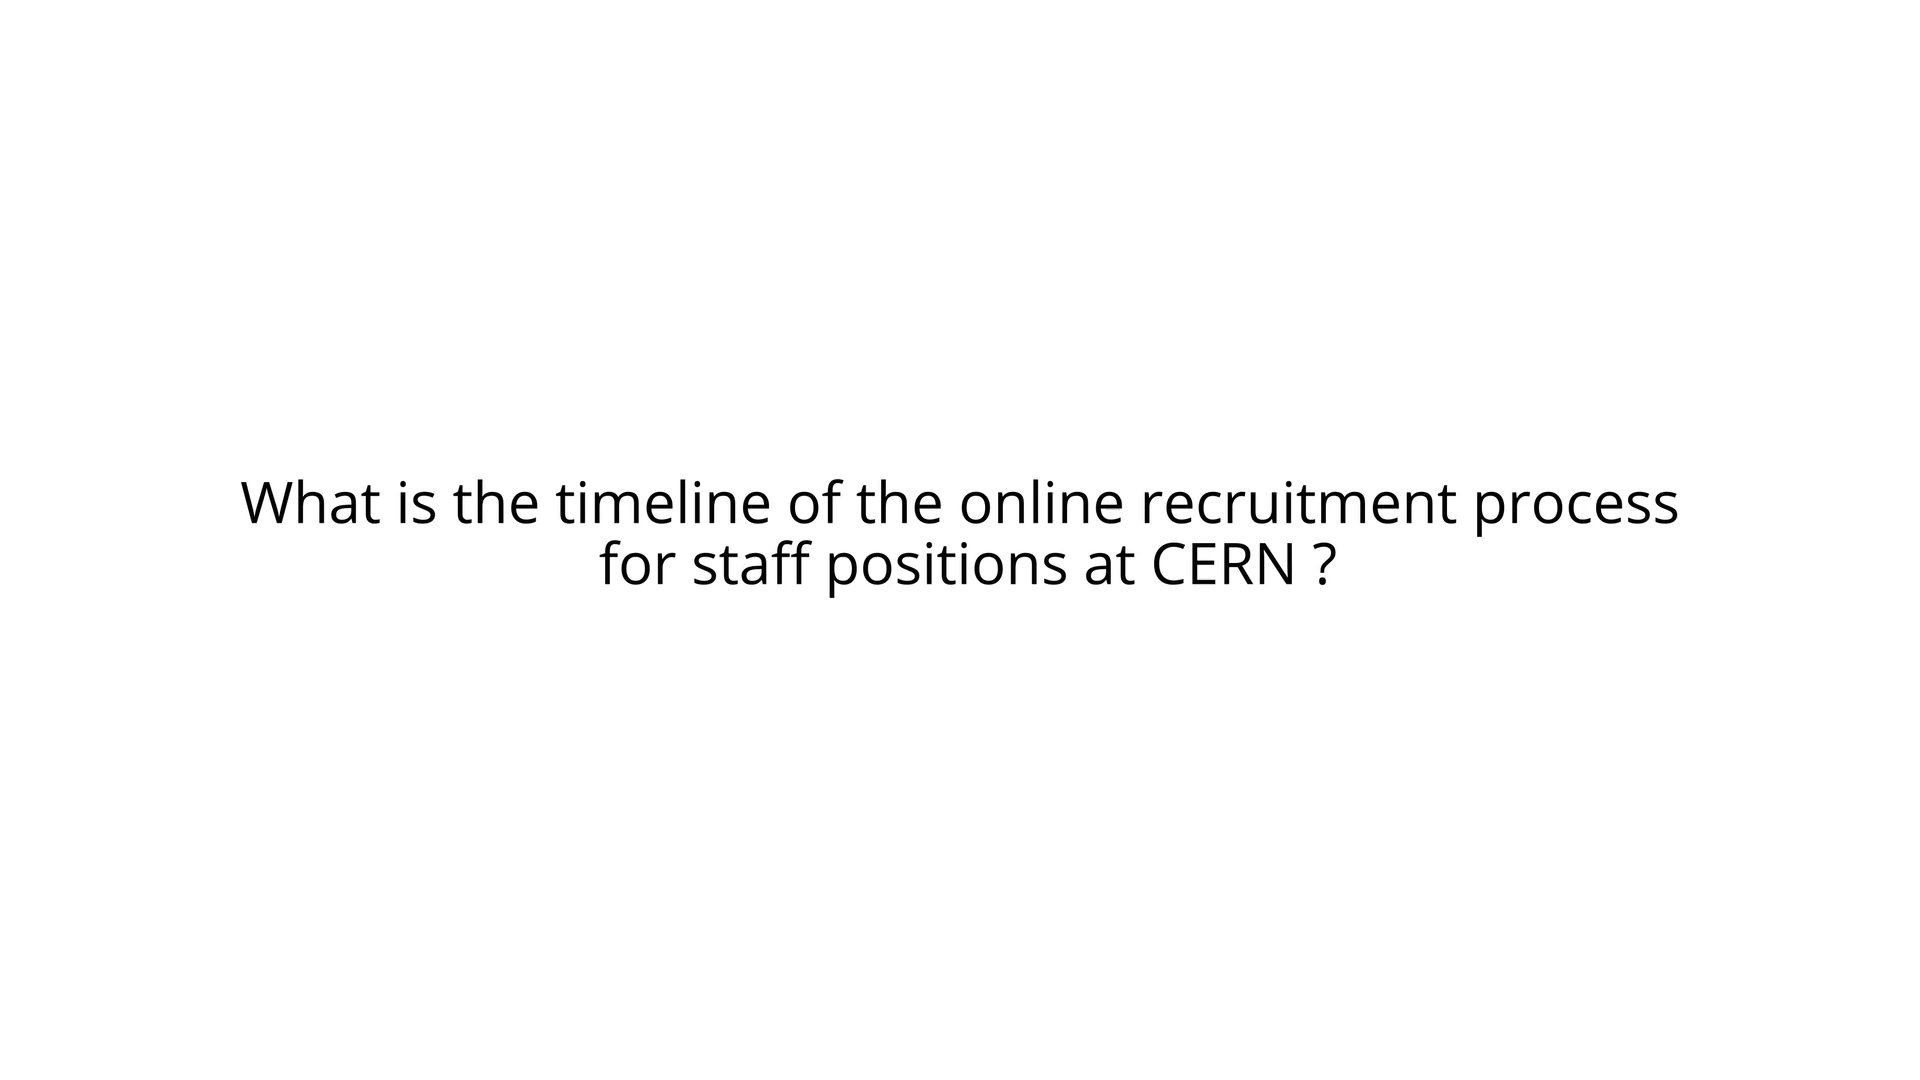 What is the timeline of the online recruitment process
for staff positions at CERN ?